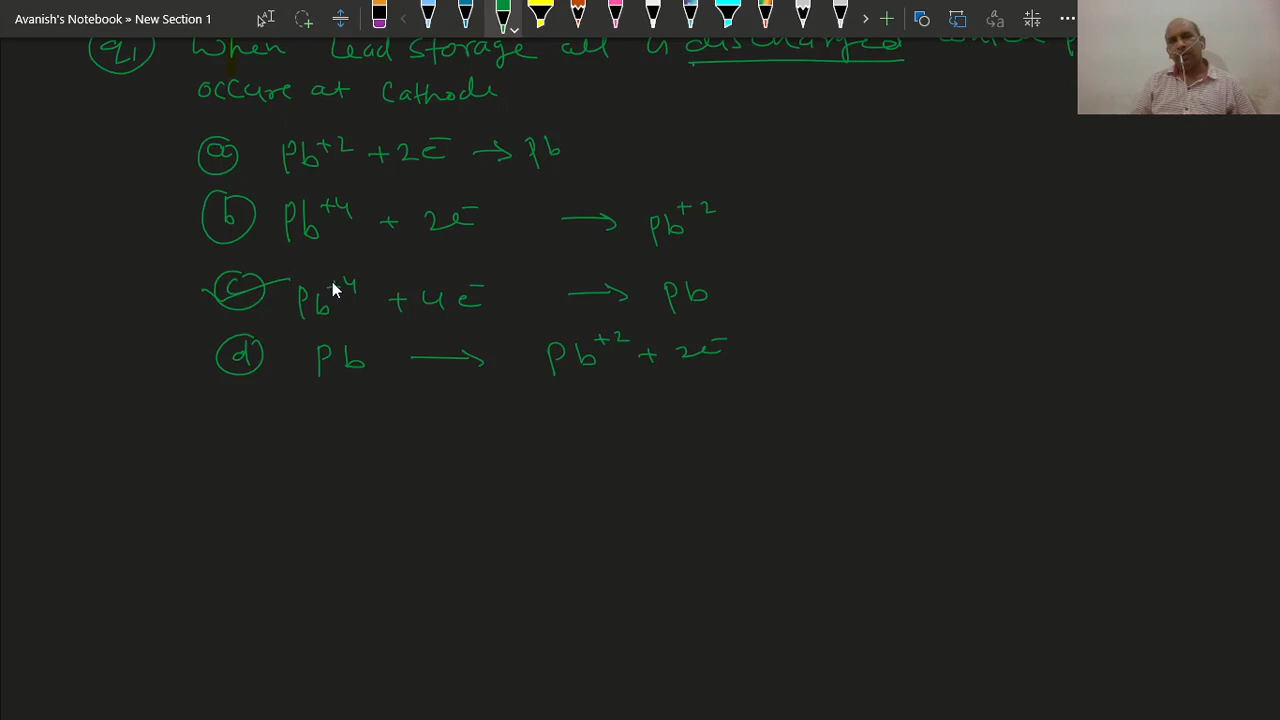 Avanish's Notebook » New Section 1
q1 When lead storage cell is discharged which p
occure at cathode
a Pb+2 + 2e̅ → Pb
b Pb+4 + 2e̅ → Pb+2
c Pb+4 + 4e̅ → Pb
d Pb → Pb+2 + 2e̅